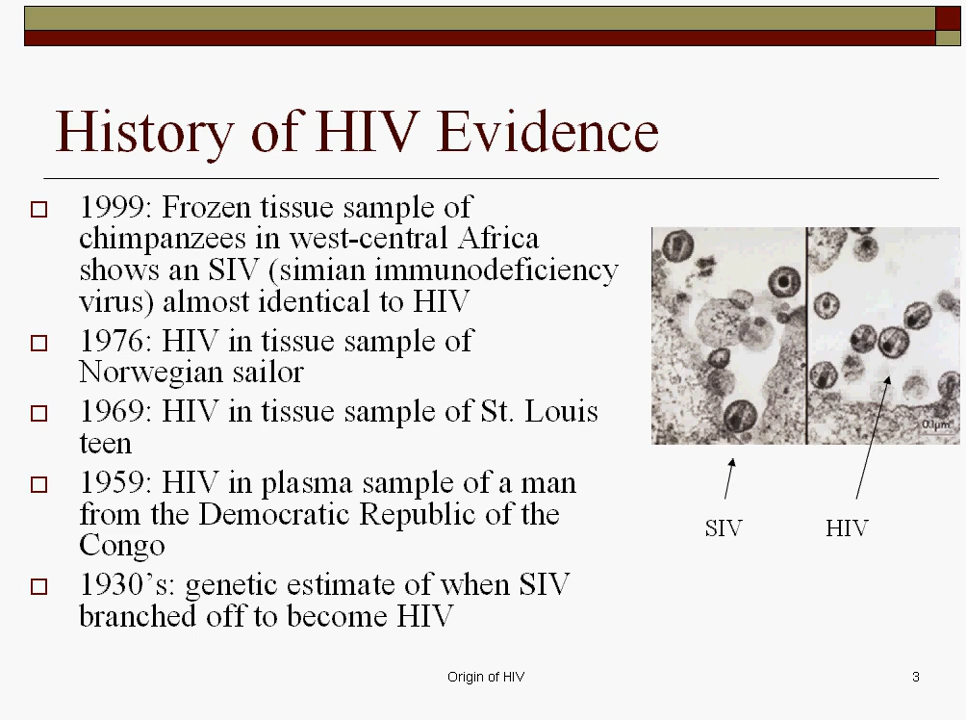 History of HIV Evidence
1999: Frozen tissue sample of
chimpanzees in west-central Africa
shows an SIV (simian immunodeficiency
virus) almost identical to HIV
1976: HIV in tissue sample of
Norwegian sailor
1969: HIV in tissue sample of St. Louis
teen
1959: HIV in plasma sample of a man
from the Democratic Republic of the
Congo
1930’s: genetic estimate of when SIV
branched off to become HIV
0.1µm
SIV
HIV
Origin of HIV
3